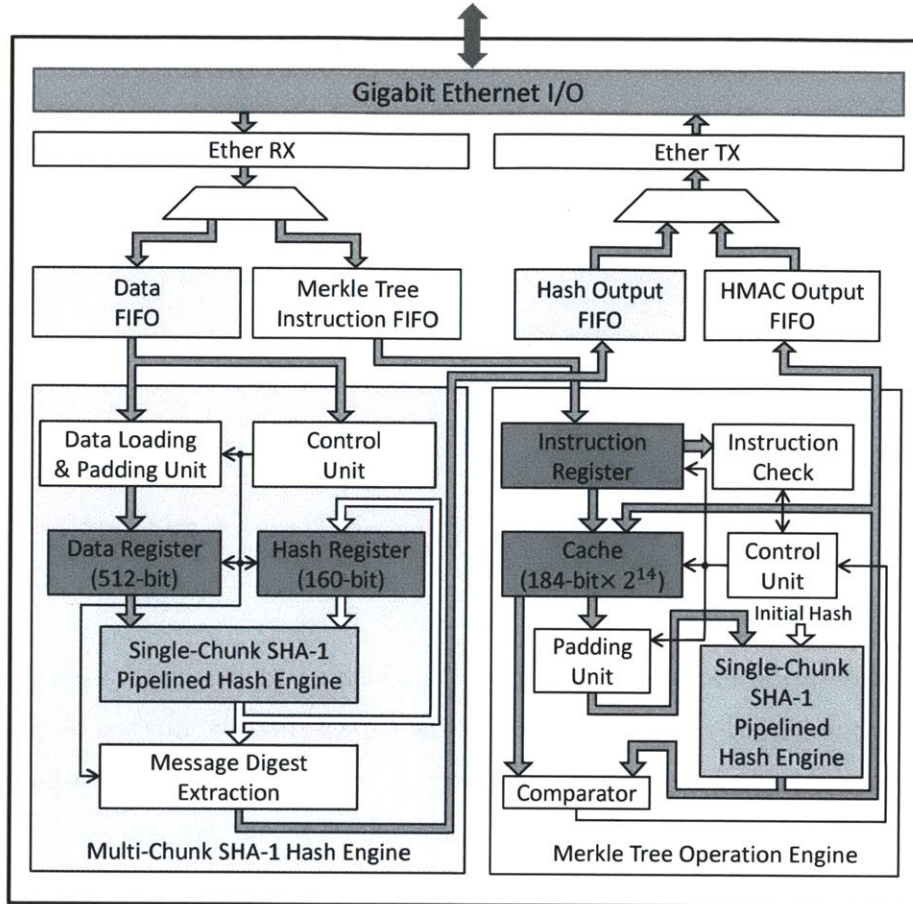 Gigabit Ethernet I/O
Ether RX
Ether TX
Data
FIFO
Merkle Tree
Instruction FIFO
Hash Output
FIFO
HMAC Output
FIFO
Data Loading
& Padding Unit
Control
Unit
Data Register
(512-bit)
Hash Register
(160-bit)
Single-Chunk SHA-1
Pipelined Hash Engine
Message Digest
Extraction
Multi-Chunk SHA-1 Hash Engine
Instruction
Register
Instruction
Check
Cache
(184-bit× 2¹⁴)
Control
Unit
Initial Hash
Padding
Unit
Single-Chunk
SHA-1
Pipelined
Hash Engine
Comparator
Merkle Tree Operation Engine